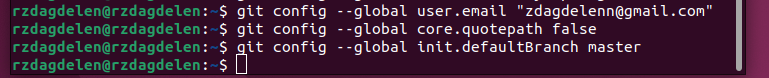 rzdagdelen@rzdagdelen:~$ git config --global user.email "zdagdelenn@gmail.com"
rzdagdelen@rzdagdelen:~$ git config --global core.quotepath false
rzdagdelen@rzdagdelen:~$ git config --global init.defaultBranch master
rzdagdelen@rzdagdelen:~$